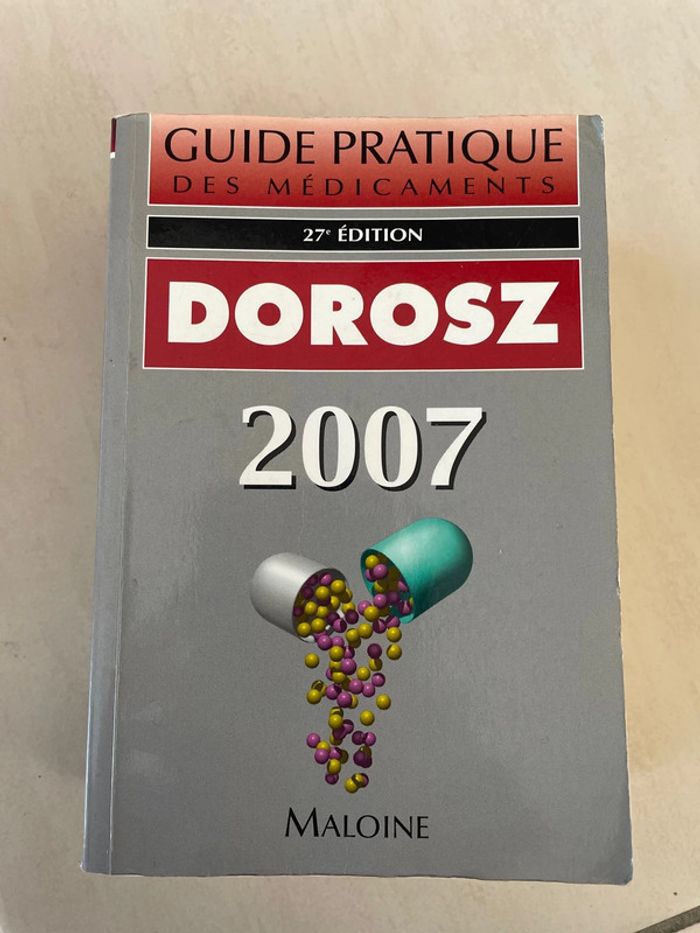 GUIDE PRATIQUE
DES MÉDICAMENTS
27e ÉDITION
DOROSZ
2007
MALOINE